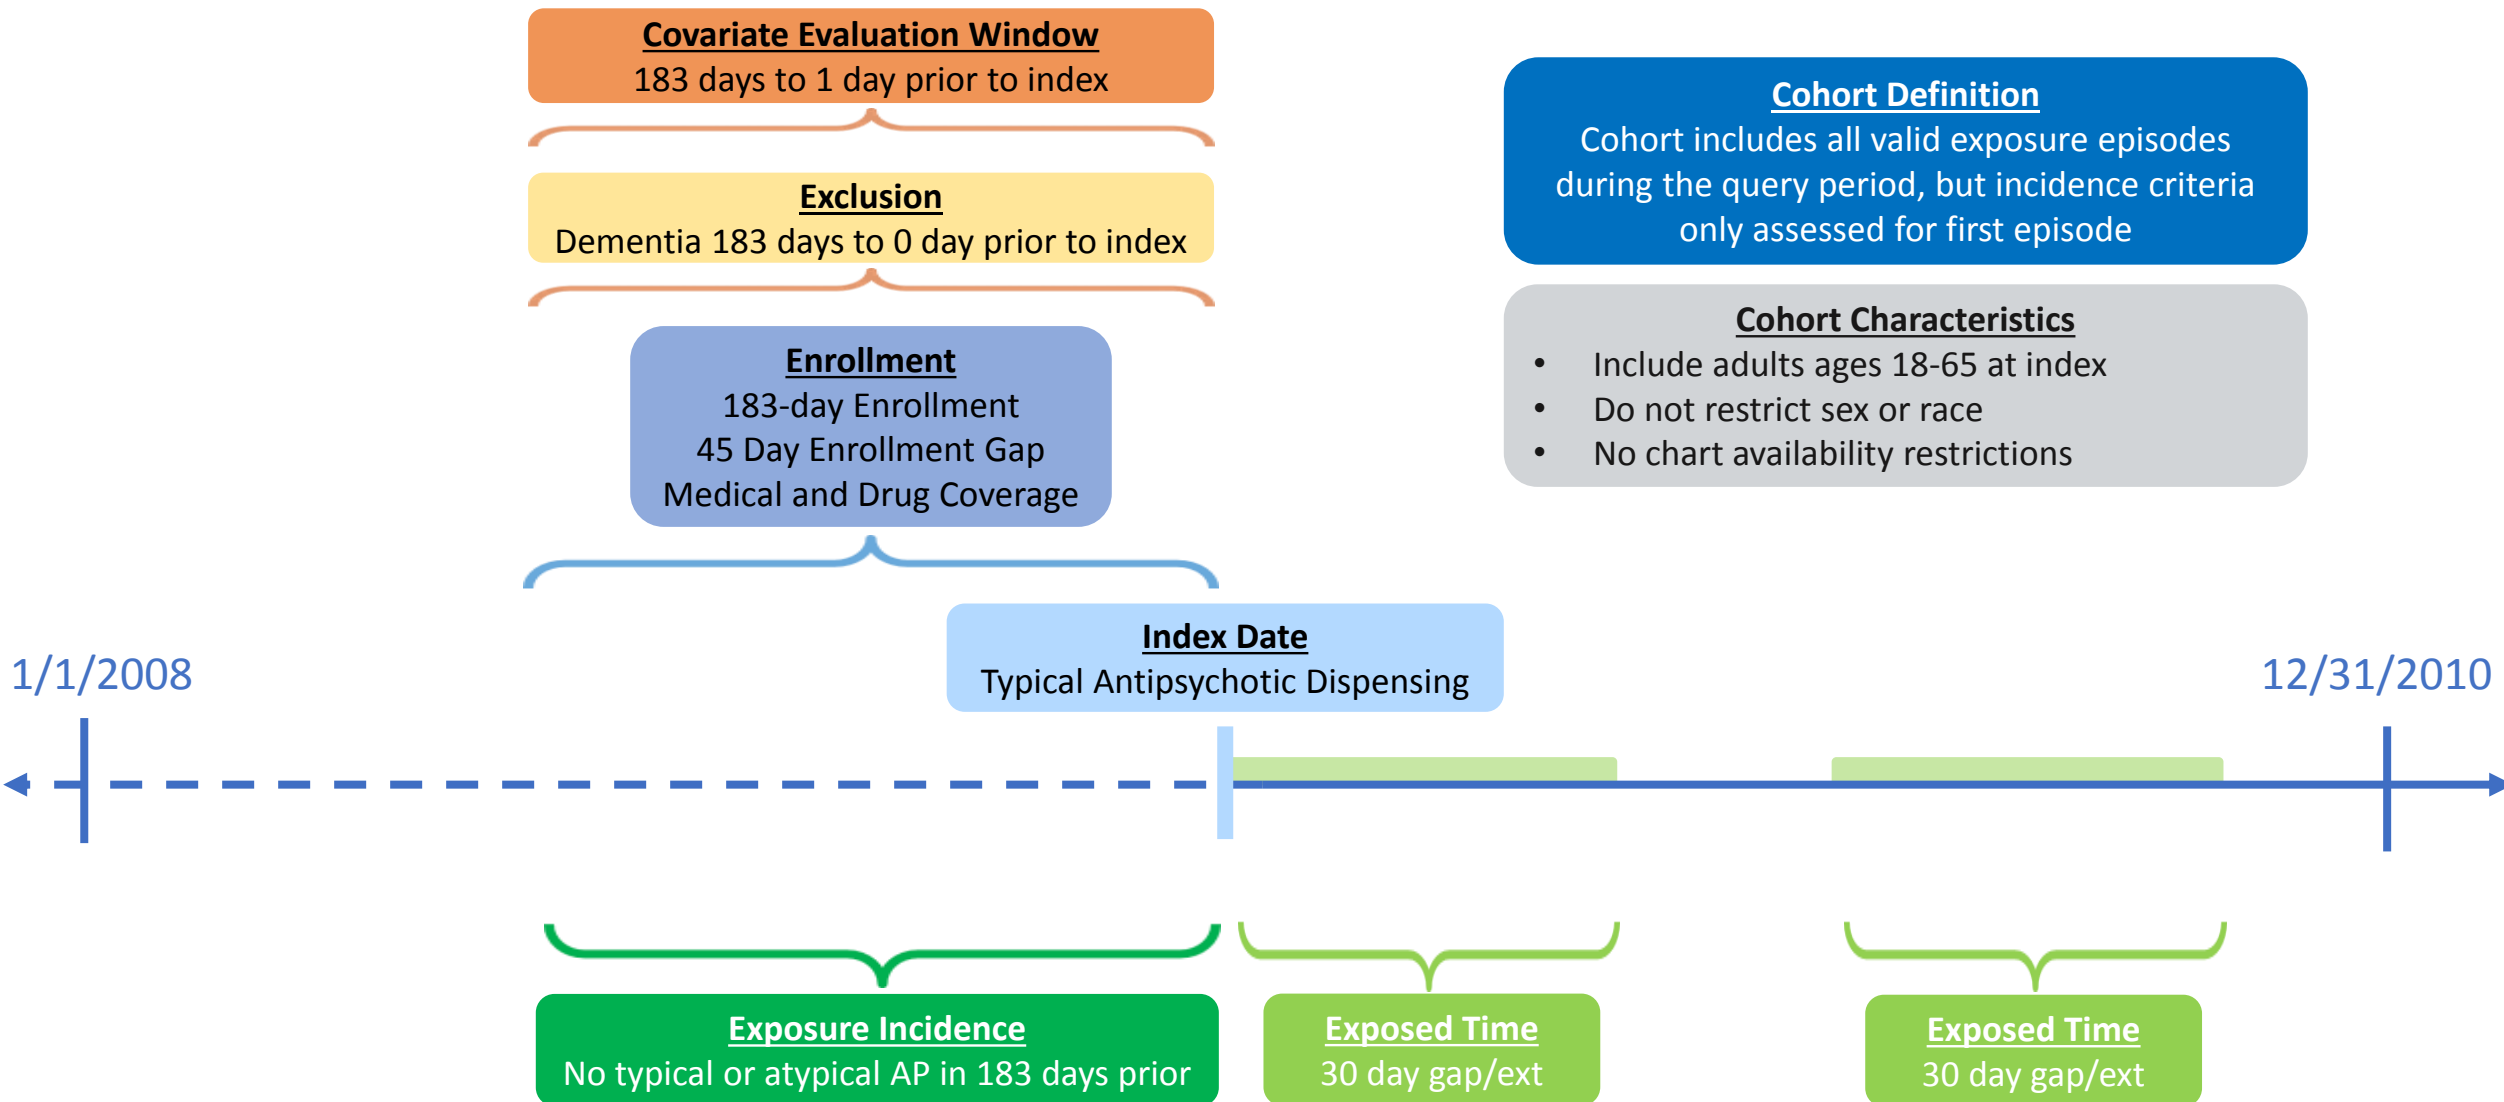 Covariate Evaluation Window
183 days to 1 day prior to index
Exclusion
Dementia 183 days to 0 day prior to index
Enrollment
183-day Enrollment
45 Day Enrollment Gap
Medical and Drug Coverage
Cohort Definition
Cohort includes all valid exposure episodes
during the query period, but incidence criteria
only assessed for first episode
Cohort Characteristics
• Include adults ages 18-65 at index
• Do not restrict sex or race
• No chart availability restrictions
Index Date
Typical Antipsychotic Dispensing
1/1/2008
12/31/2010
Exposure Incidence
No typical or atypical AP in 183 days prior
Exposed Time
30 day gap/ext
Exposed Time
30 day gap/ext